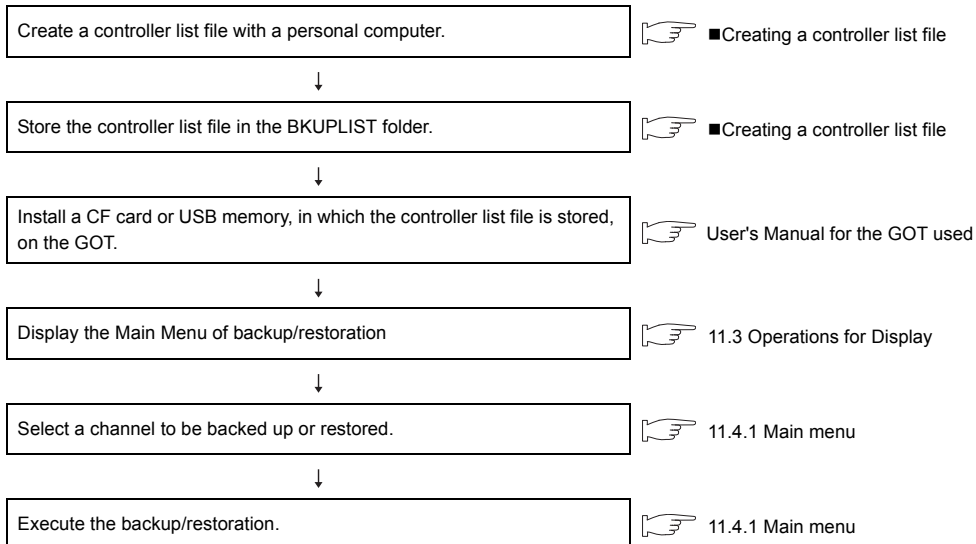 Create a controller list file with a personal computer.
■Creating a controller list file
↓
Store the controller list file in the BKUPLIST folder.
■Creating a controller list file
↓
Install a CF card or USB memory, in which the controller list file is stored,
on the GOT.
User's Manual for the GOT used
↓
Display the Main Menu of backup/restoration
11.3 Operations for Display
↓
Select a channel to be backed up or restored.
11.4.1 Main menu
↓
Execute the backup/restoration.
11.4.1 Main menu